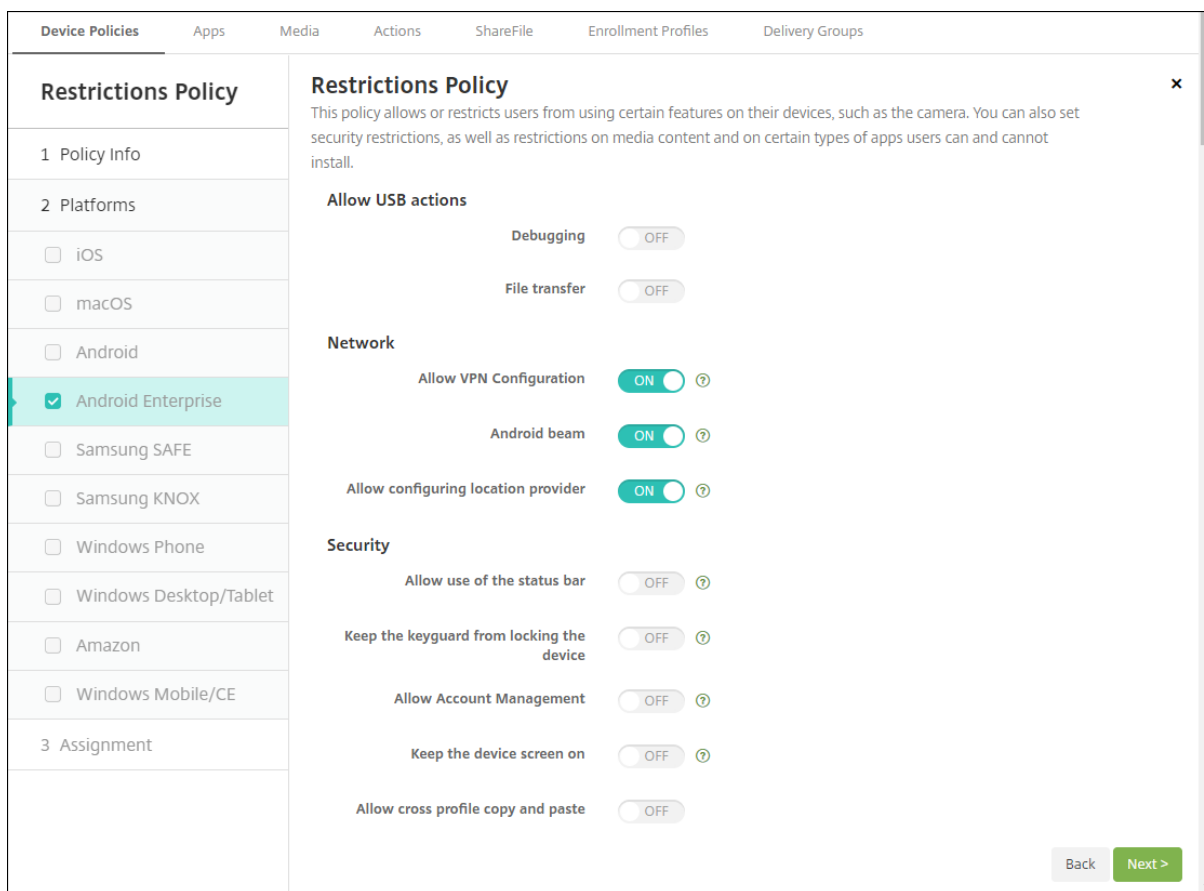 Device Policies Apps Media Actions ShareFile Enrollment Profiles Delivery Groups
Restrictions Policy
1 Policy Info
2 Platforms
iOS
macOS
Android
Android Enterprise
Samsung SAFE
Samsung KNOX
Windows Phone
Windows Desktop/Tablet
Amazon
Windows Mobile/CE
3 Assignment
Restrictions Policy
This policy allows or restricts users from using certain features on their devices, such as the camera. You can also set
security restrictions, as well as restrictions on media content and on certain types of apps users can and cannot
install.
Allow USB actions
Debugging OFF
File transfer OFF
Network
Allow VPN Configuration ON ?
Android beam ON ?
Allow configuring location provider ON ?
Security
Allow use of the status bar OFF ?
Keep the keyguard from locking the
device OFF ?
Allow Account Management OFF ?
Keep the device screen on OFF ?
Allow cross profile copy and paste OFF
Back Next >